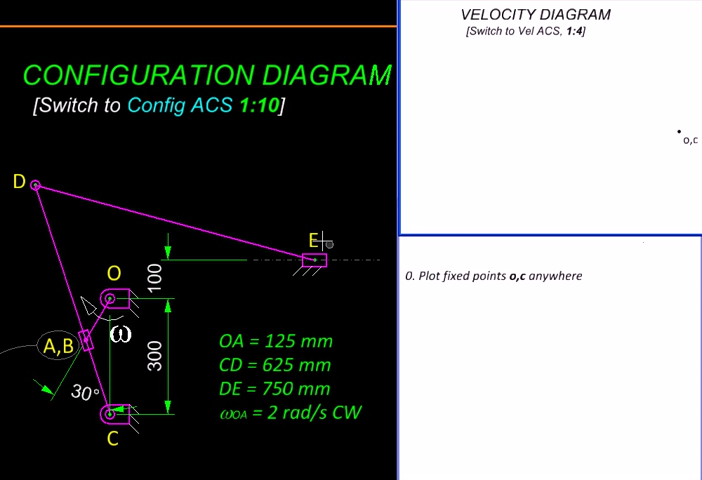 CONFIGURATION DIAGRAM
[Switch to Config ACS 1:10]
D
E
O
100
A,B
ω
300
30°
C
OA = 125 mm
CD = 625 mm
DE = 750 mm
ωOA = 2 rad/s CW
VELOCITY DIAGRAM
[Switch to Vel ACS, 1:4]
o,c
0. Plot fixed points o,c anywhere